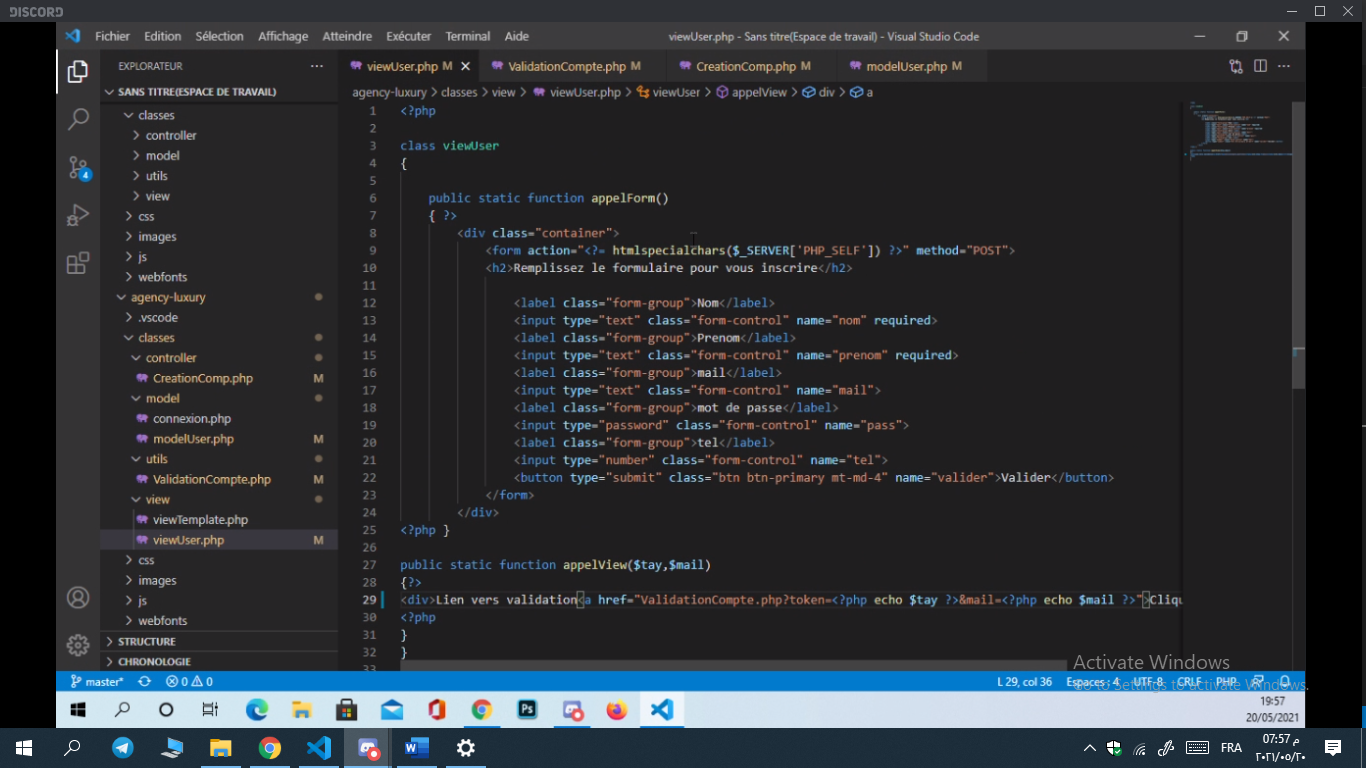 DISCORD
Fichier Edition Sélection Affichage Atteindre Exécuter Terminal Aide viewUser.php - Sans titre(Espace de travail) - Visual Studio Code
EXPLORATEUR ···
viewUser.php M ValidationCompte.php M CreationComp.php M modelUser.php M
SANS TITRE(ESPACE DE TRAVAIL)
agency-luxury > classes > view > viewUser.php > viewUser > appelView > div > a
classes
controller
model
utils
view
css
images
js
webfonts
agency-luxury
.vscode
classes
controller
CreationComp.php M
model
connexion.php
modelUser.php M
utils
ValidationCompte.php M
view
viewTemplate.php
viewUser.php M
css
images
js
webfonts
STRUCTURE
CHRONOLOGIE
4
1 <?php
2
3 class viewUser
4 {
5
6 public static function appelForm()
7 { ?>
8 <div class="container">
9 <form action="<?= htmlspecialchars($_SERVER['PHP_SELF']) ?>" method="POST">
10 <h2>Remplissez le formulaire pour vous inscrire</h2>
11
12 <label class="form-group">Nom</label>
13 <input type="text" class="form-control" name="nom" required>
14 <label class="form-group">Prenom</label>
15 <input type="text" class="form-control" name="prenom" required>
16 <label class="form-group">mail</label>
17 <input type="text" class="form-control" name="mail">
18 <label class="form-group">mot de passe</label>
19 <input type="password" class="form-control" name="pass">
20 <label class="form-group">tel</label>
21 <input type="number" class="form-control" name="tel">
22 <button type="submit" class="btn btn-primary mt-md-4" name="valider">Valider</button>
23 </form>
24 </div>
25 <?php }
26
27 public static function appelView($tay,$mail)
28 {?>
29 <div>Lien vers validation<a href="ValidationCompte.php?token=<?php echo $tay ?>&mail=<?php echo $mail ?>">Cliqu
30 <?php
31 }
32 }
33
Activate Windows
Go to Settings to activate Windows.
master* 0 0 L 29, col 36 Espaces : 4 UTF-8 CRLF PHP
Ps
19:57
20/05/2021
W FRA
07:57 م
٢٠٢١/٠٥/٢٠